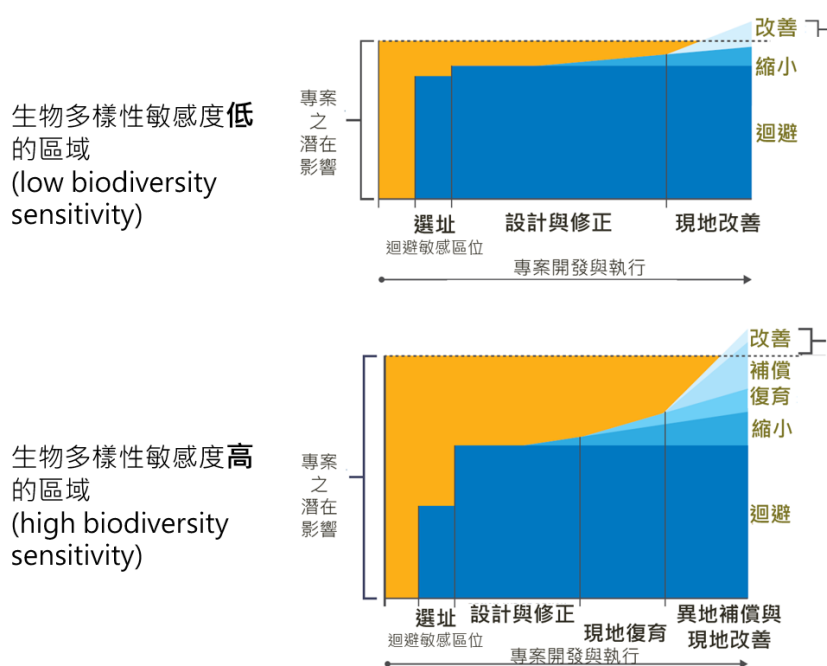 生物多樣性敏感度低
的區域
(low biodiversity
sensitivity)
專案
之
潛在
影響
改善
縮小
迴避
選址
迴避敏感區位
設計與修正
現地改善
專案開發與執行
生物多樣性敏感度高
的區域
(high biodiversity
sensitivity)
專案
之
潛在
影響
改善
補償
復育
縮小
迴避
選址
迴避敏感區位
設計與修正
現地復育
異地補償與
現地改善
專案開發與執行